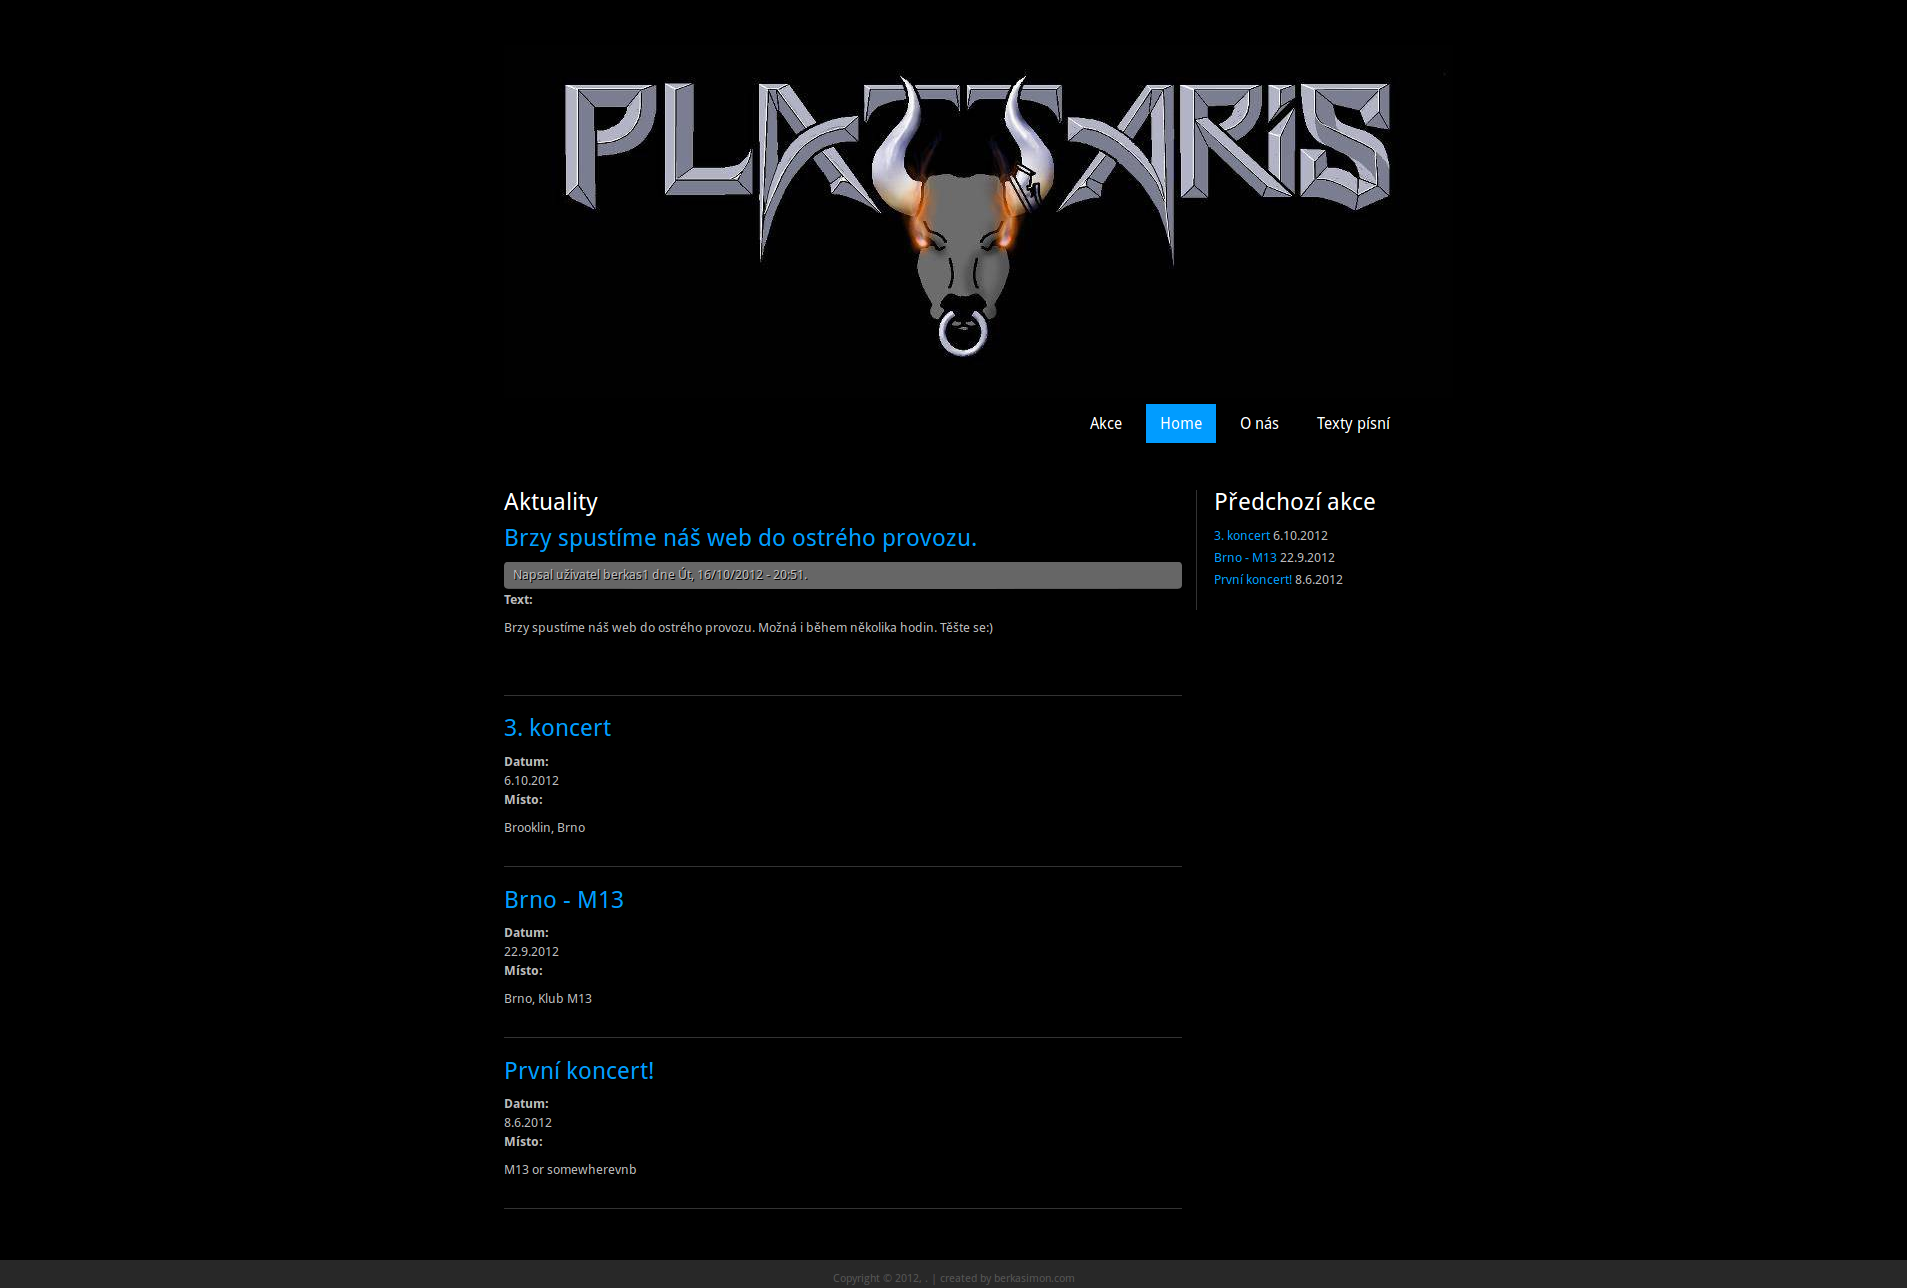 PLATTARIS
Akce
Home
O nás
Texty písní
Aktuality
Brzy spustíme náš web do ostrého provozu.
Napsal uživatel berkas1 dne Út, 16/10/2012 - 20:51.
Text:
Brzy spustíme náš web do ostrého provozu. Možná i během několika hodin. Těšte se:)
3. koncert
Datum:
6.10.2012
Místo:
Brooklin, Brno
Brno - M13
Datum:
22.9.2012
Místo:
Brno, Klub M13
První koncert!
Datum:
8.6.2012
Místo:
M13 or somewherevnb
Předchozí akce
3. koncert 6.10.2012
Brno - M13 22.9.2012
První koncert! 8.6.2012
Copyright © 2012, . | created by berkasimon.com